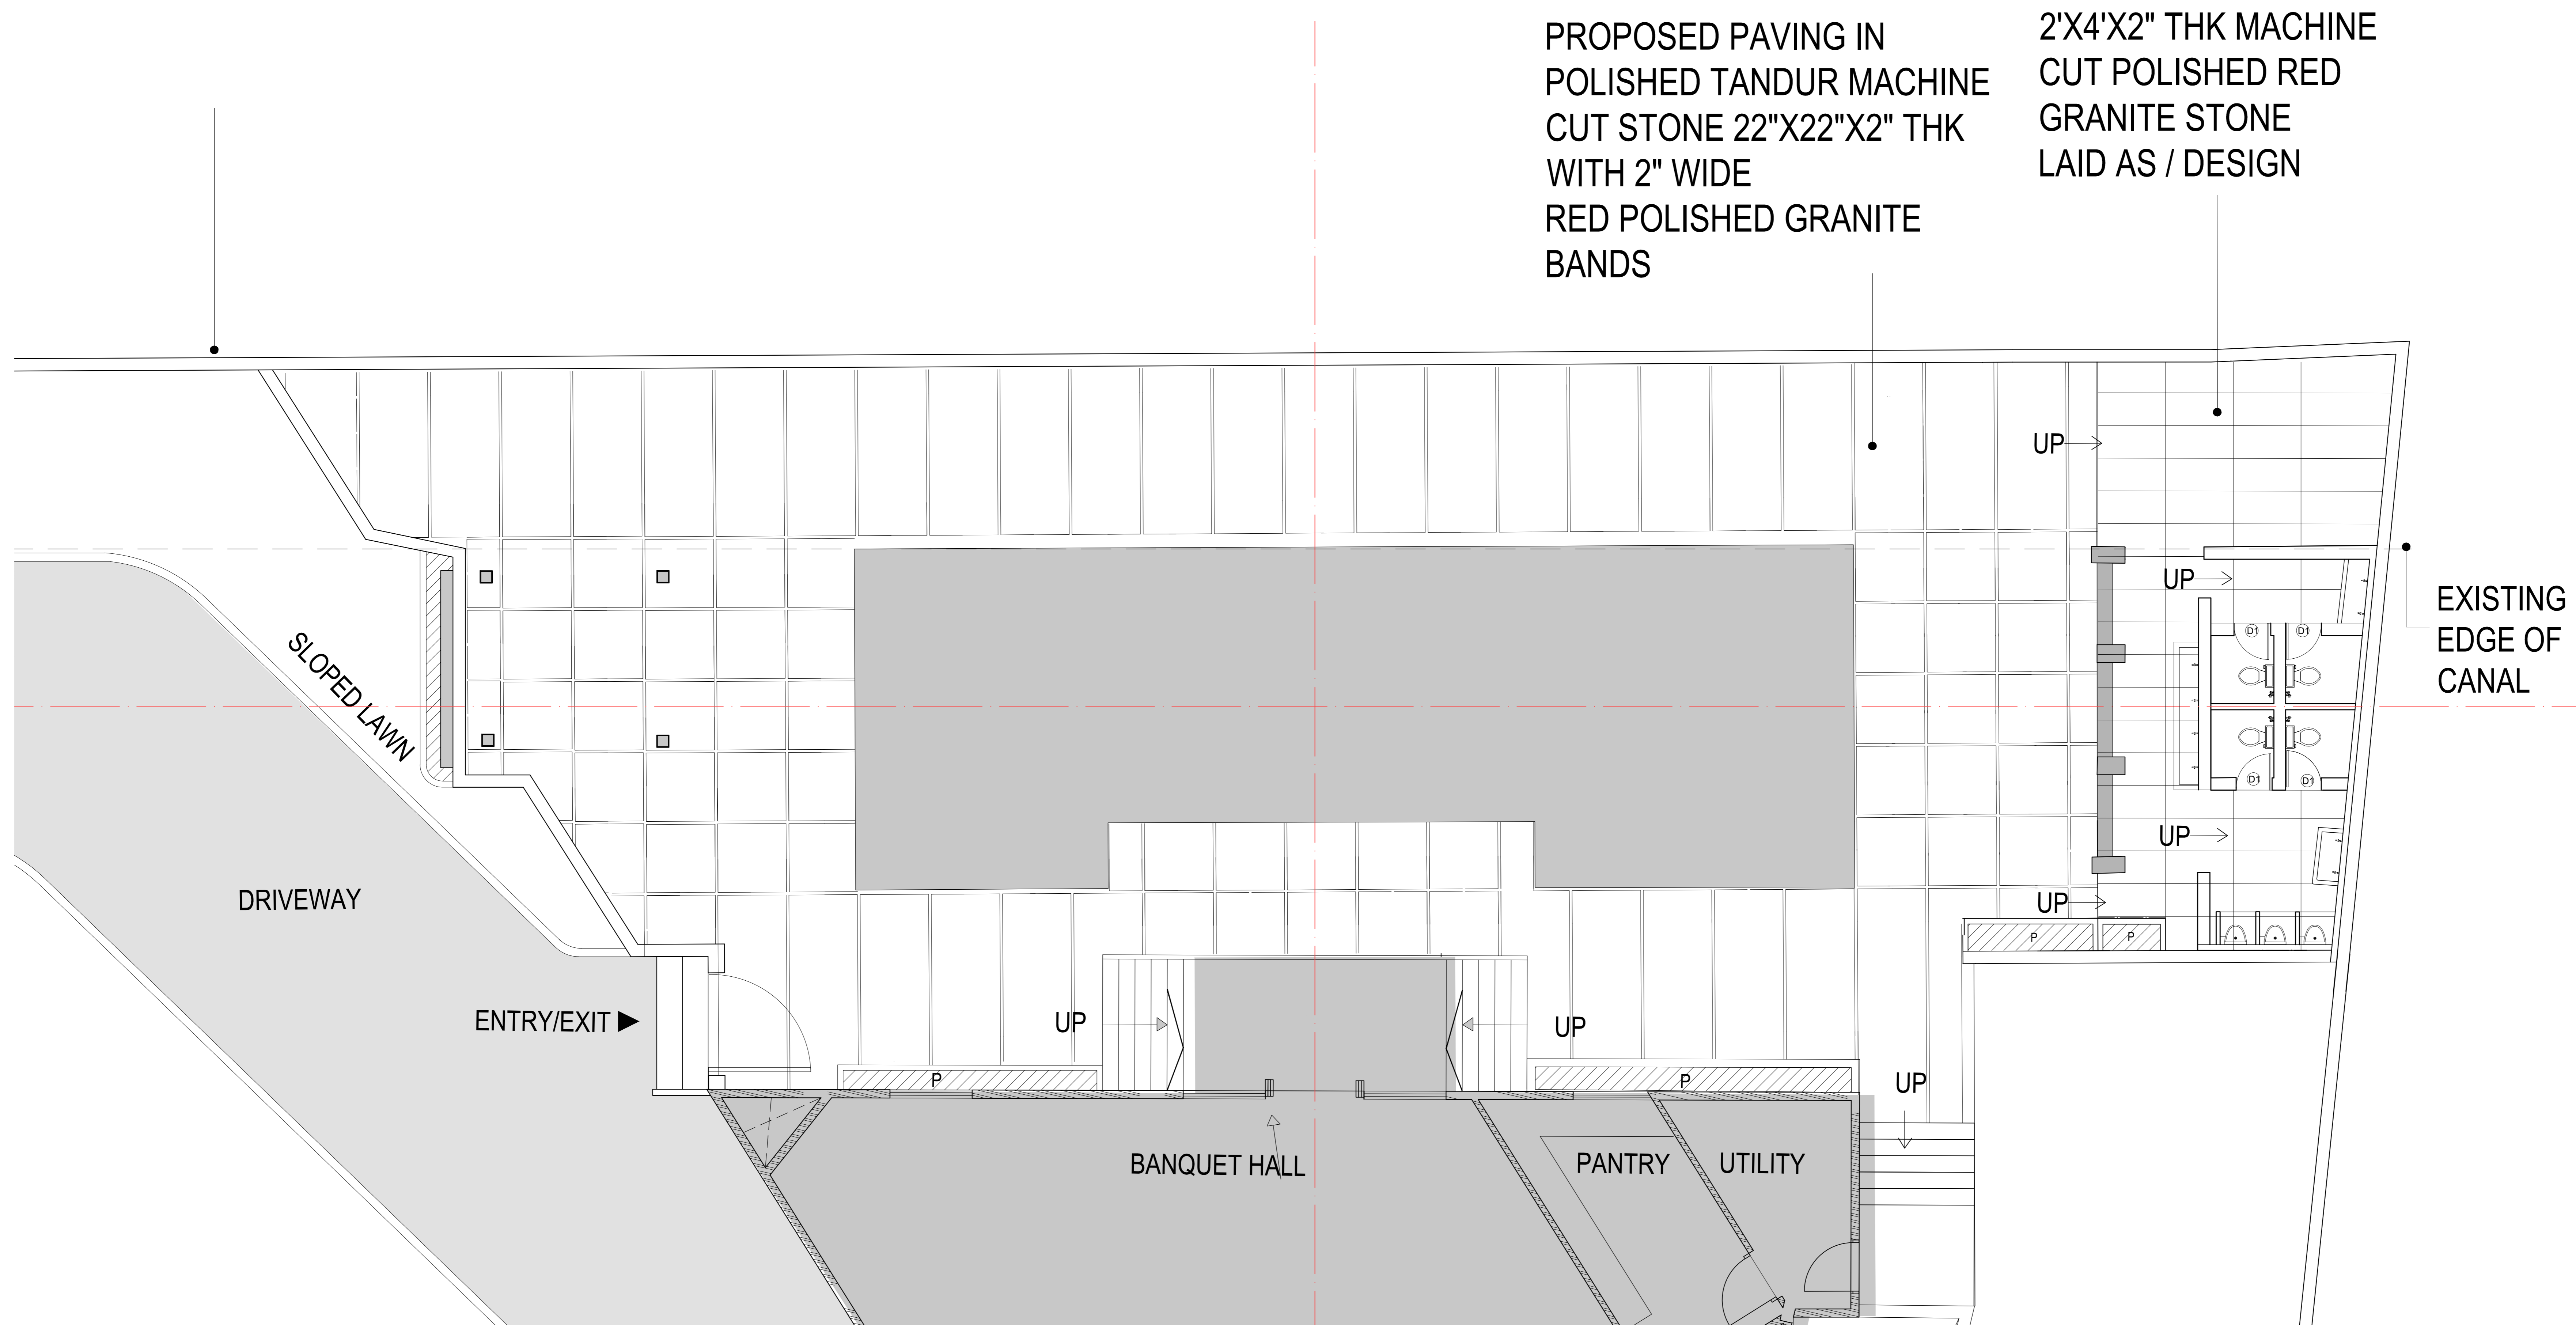 PROPOSED PAVING IN
POLISHED TANDUR MACHINE
CUT STONE 22"X22"X2" THK
WITH 2" WIDE
RED POLISHED GRANITE
BANDS
2'X4'X2" THK MACHINE
CUT POLISHED RED
GRANITE STONE
LAID AS / DESIGN
UP
UP
EXISTING
EDGE OF
CANAL
D1
D1
SLOPED LAWN
D1
D1
UP
DRIVEWAY
UP
P
P
ENTRY/EXIT
UP
UP
P
P
UP
BANQUET HALL
PANTRY
UTILITY